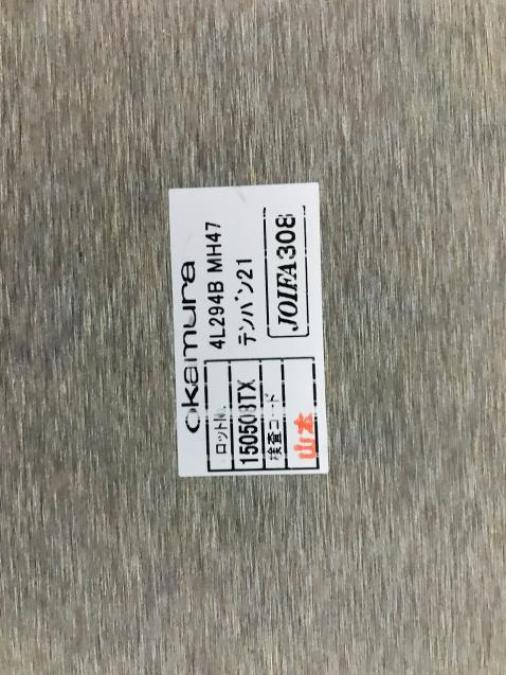 okamura
4L294B MH47
テンバン21
JOIFA308
ロットNo.
150508TX
検査コード
山本